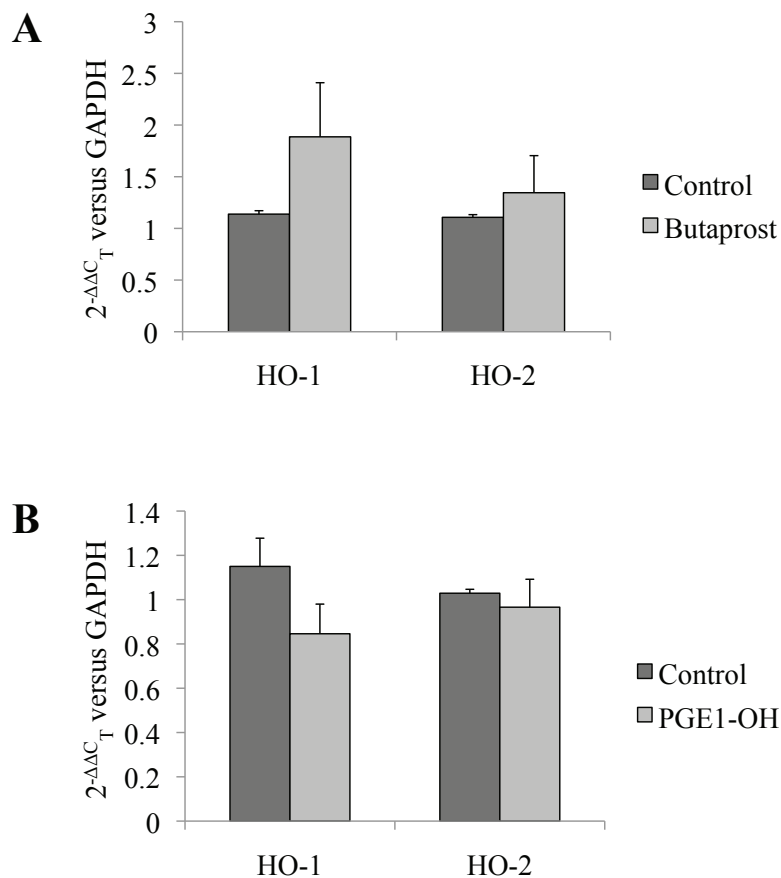 A
3
2.5
2
1.5
1
0.5
0
2-ΔΔCT versus GAPDH
HO-1 HO-2
Control
Butaprost
B
1.4
1.2
1
0.8
0.6
0.4
0.2
0
2-ΔΔCT versus GAPDH
HO-1 HO-2
Control
PGE1-OH